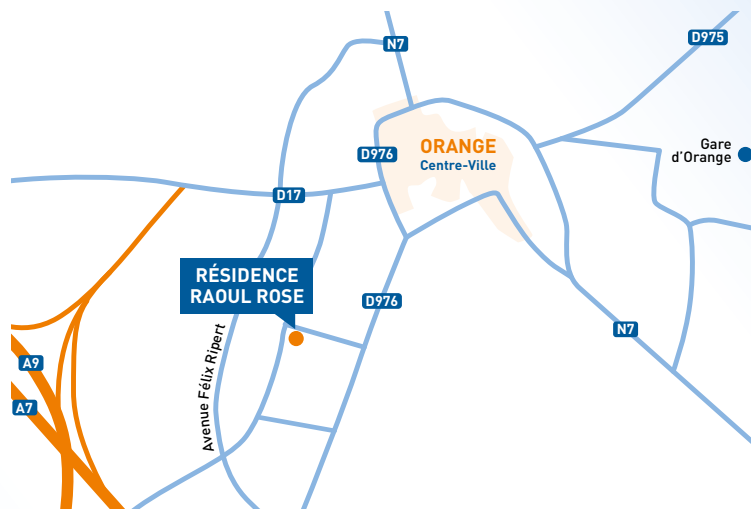 N7
D975
D976
ORANGE
Centre-Ville
Gare
d'Orange
D17
RÉSIDENCE
RAOUL ROSE
D976
N7
Avenue Félix Ripert
A9
A7